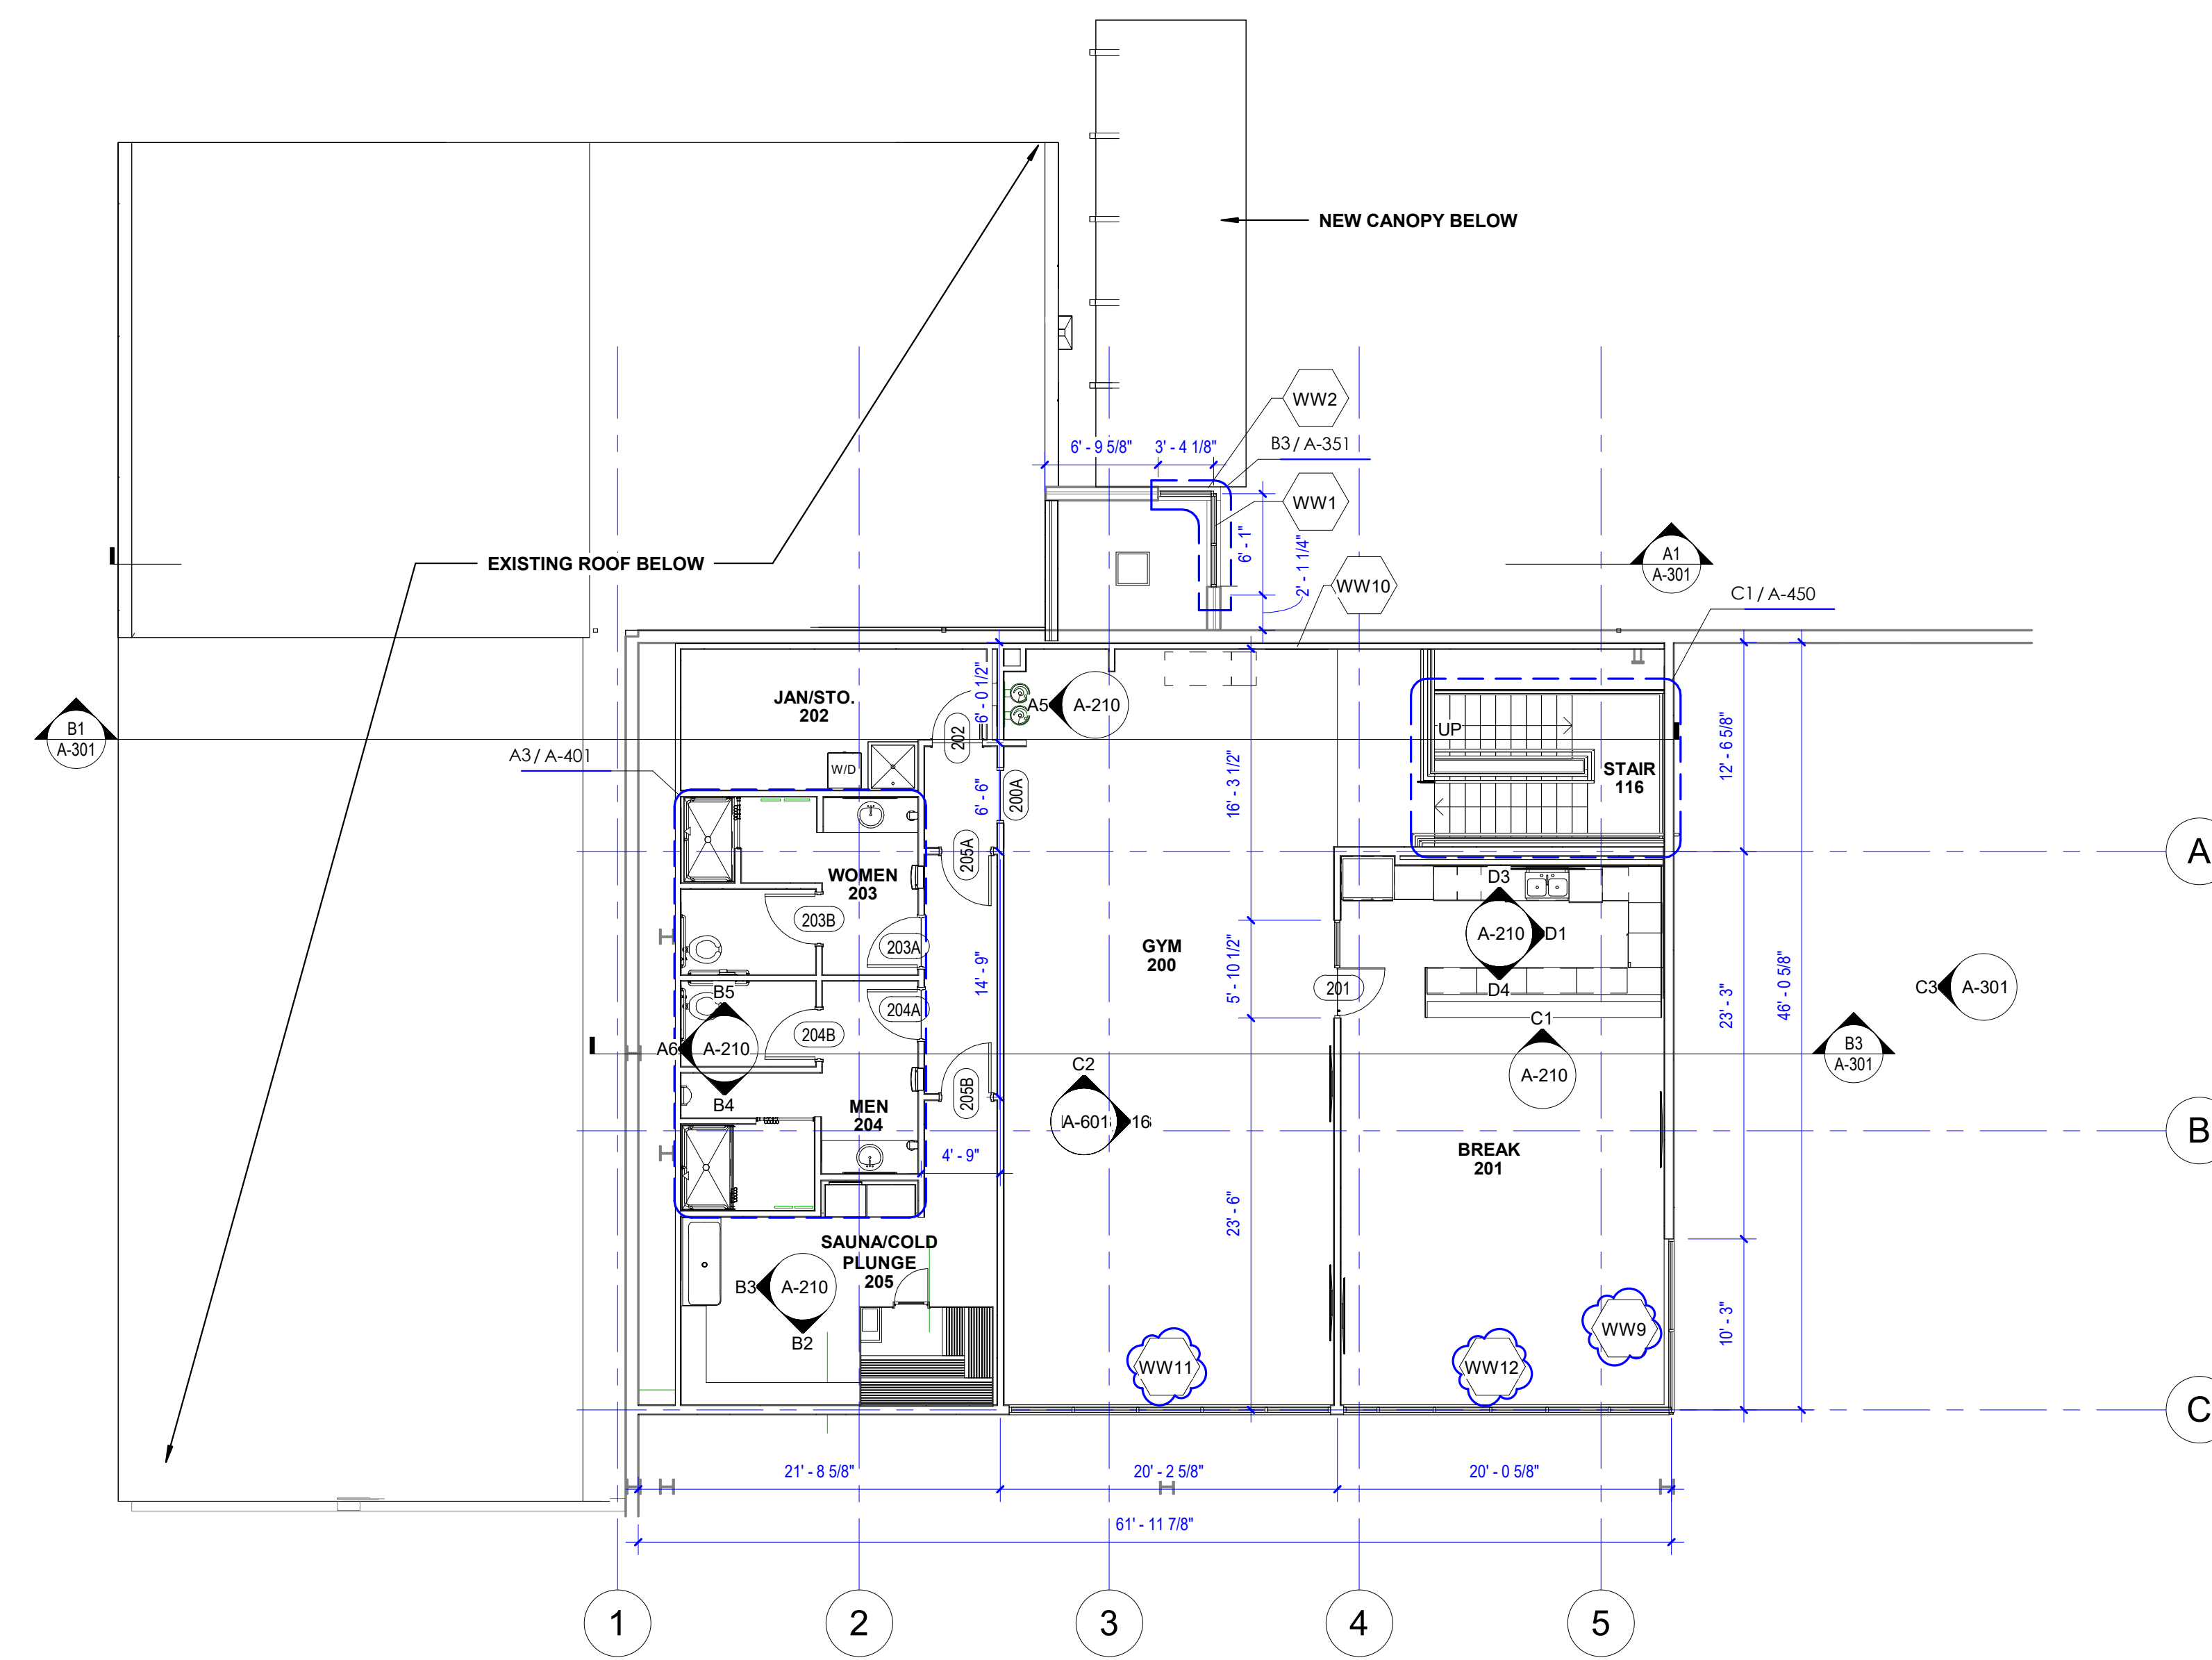 NEW CANOPY BELOW
WW2
6' - 9 5/8"
3' - 4 1/8"
B3 / A-351
WW1
6' - 1"
2' - 1 1/4"
EXISTING ROOF BELOW
A1
A-301
WW10
C1 / A-450
JAN/STO.
202
6' - 0 1/2"
A5
A-210
B1
A-301
202
UP
A3 / A-401
W/D
STAIR
116
12' - 6 5/8"
6' - 6"
200A
16' - 3 1/2"
A
205A
WOMEN
203
D3
203B
203A
GYM
200
A-210
D1
14' - 9"
5' - 10 1/2"
201
D4
23' - 3"
46' - 0 5/8"
C3
A-301
B5
204A
204B
C1
A6
A-210
B3
A-301
C2
A-210
205B
B4
MEN
204
A-601
16
B
4' - 9"
BREAK
201
23' - 6"
SAUNA/COLD
PLUNGE
205
B3
A-210
B2
10' - 3"
WW9
WW11
WW12
C
21' - 8 5/8"
20' - 2 5/8"
20' - 0 5/8"
61' - 11 7/8"
1
2
3
4
5